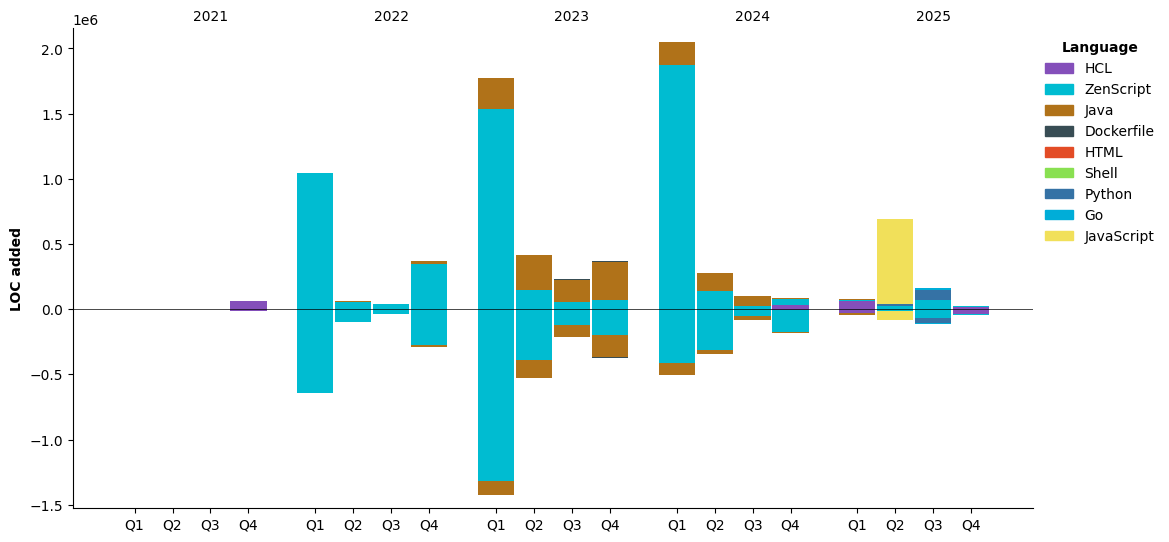 1e6
2021 2022 2023 2024 2025
2.0
1.5
1.0
0.5
0.0
−0.5
−1.0
−1.5
LOC added
Q1 Q2 Q3 Q4 Q1 Q2 Q3 Q4 Q1 Q2 Q3 Q4 Q1 Q2 Q3 Q4 Q1 Q2 Q3 Q4
Language
HCL
ZenScript
Java
Dockerfile
HTML
Shell
Python
Go
JavaScript